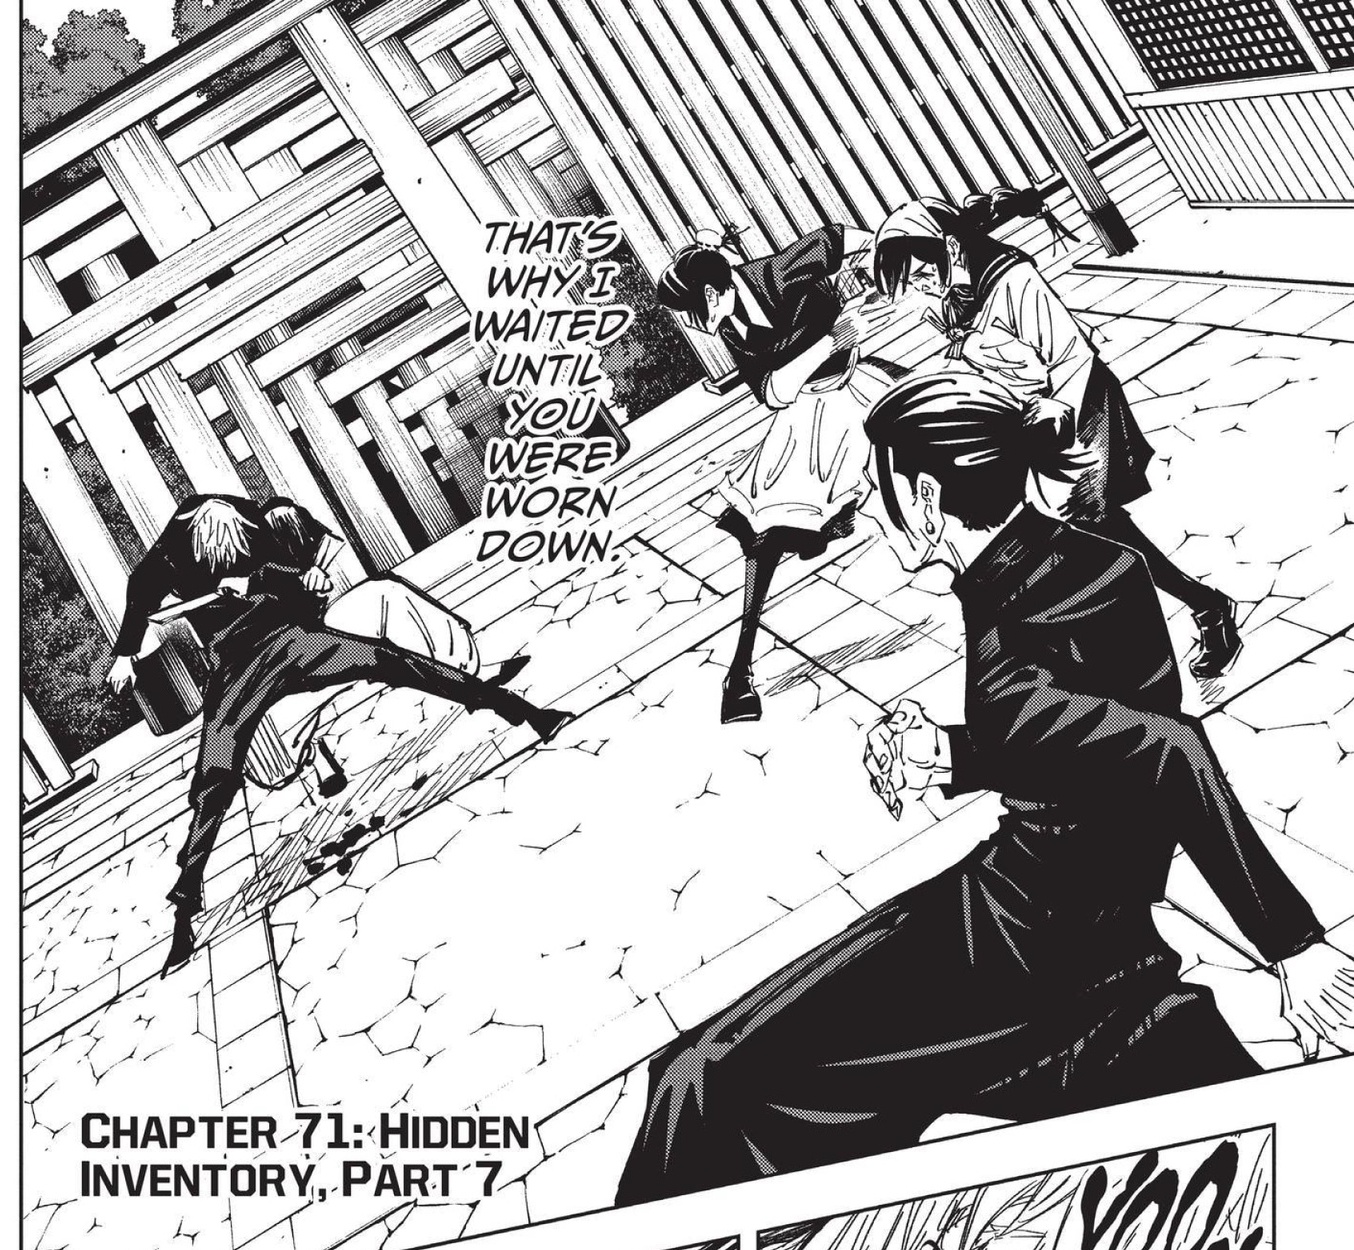 THAT'S
WHY I
WAITED
UNTIL
YOU
WERE
WORN
DOWN.
CHAPTER 71: HIDDEN
INVENTORY, PART 7